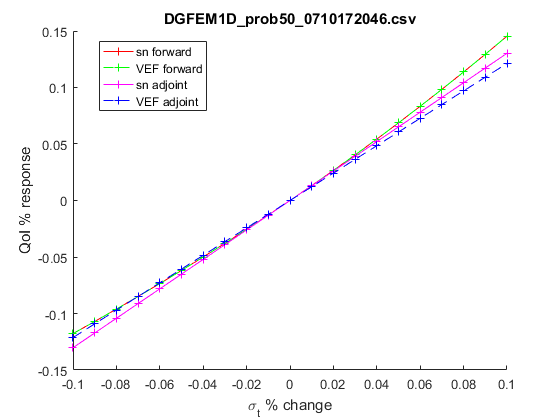 DGFEM1D_prob50_0710172046.csv
0.15
sn forward
VEF forward
sn adjoint
VEF adjoint
0.1
0.05
0
-0.05
-0.1
-0.15
QoI % response
-0.1 -0.08 -0.06 -0.04 -0.02 0 0.02 0.04 0.06 0.08 0.1
σt % change